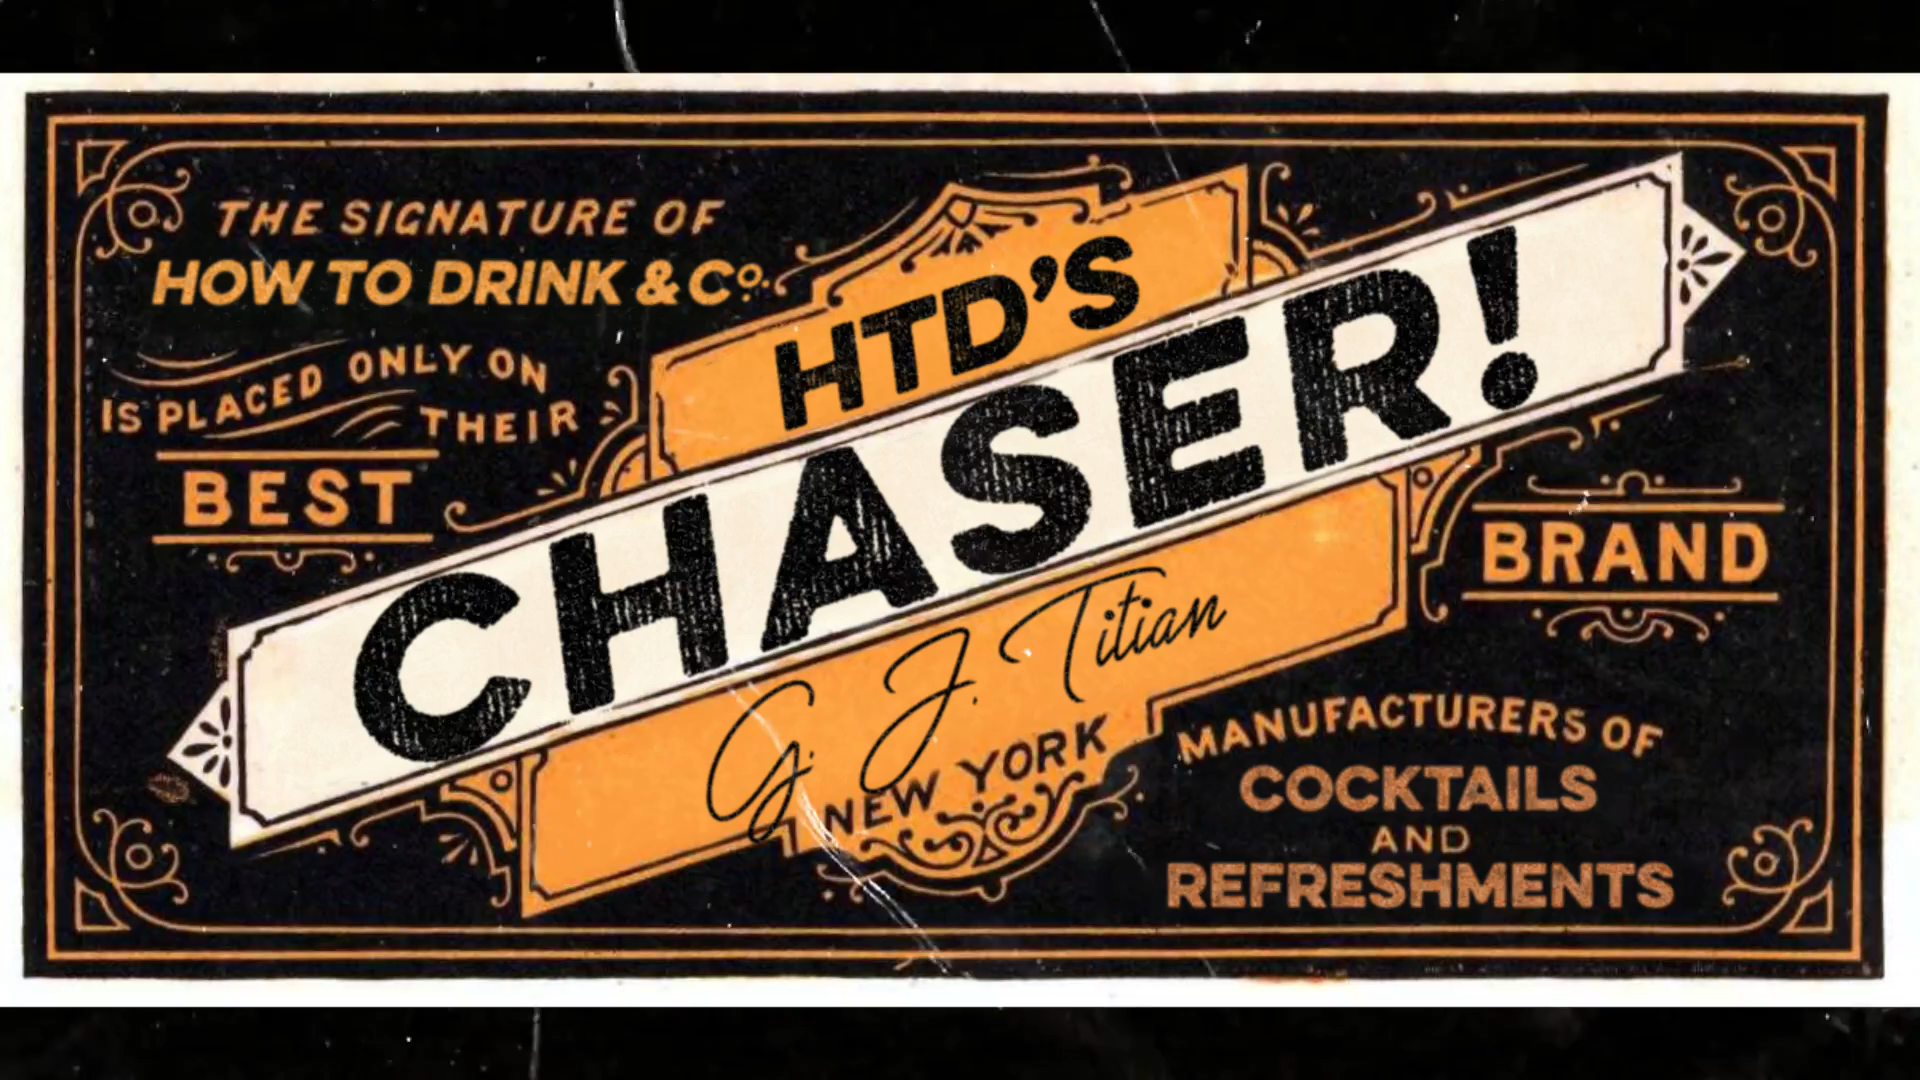 THE SIGNATURE OF
HOW TO DRINK & Cº.
IS PLACED ONLY ON
THEIR
BEST
HTD'S
CHASER!
G. J. Titian
NEW YORK
BRAND
MANUFACTURERS OF
COCKTAILS
AND
REFRESHMENTS